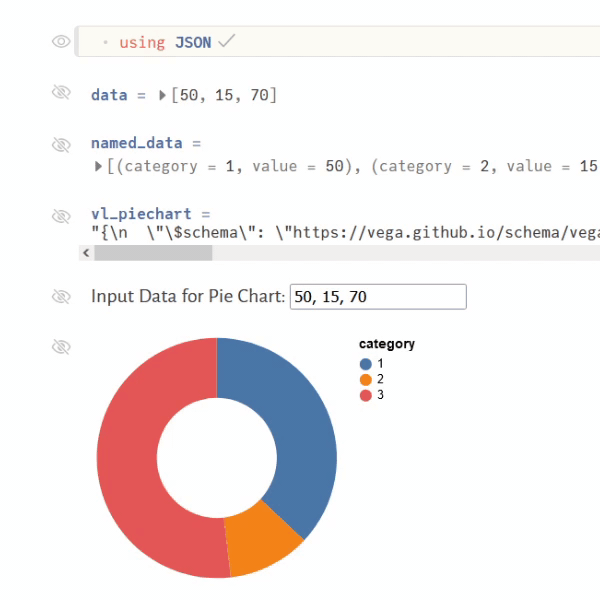 using JSON ✓
data = [50, 15, 70]
named_data =
[(category = 1, value = 50), (category = 2, value = 15
vl_piechart =
"{\n  \"\$schema\": \"https://vega.github.io/schema/vega
Input Data for Pie Chart: 50, 15, 70
category
1
2
3